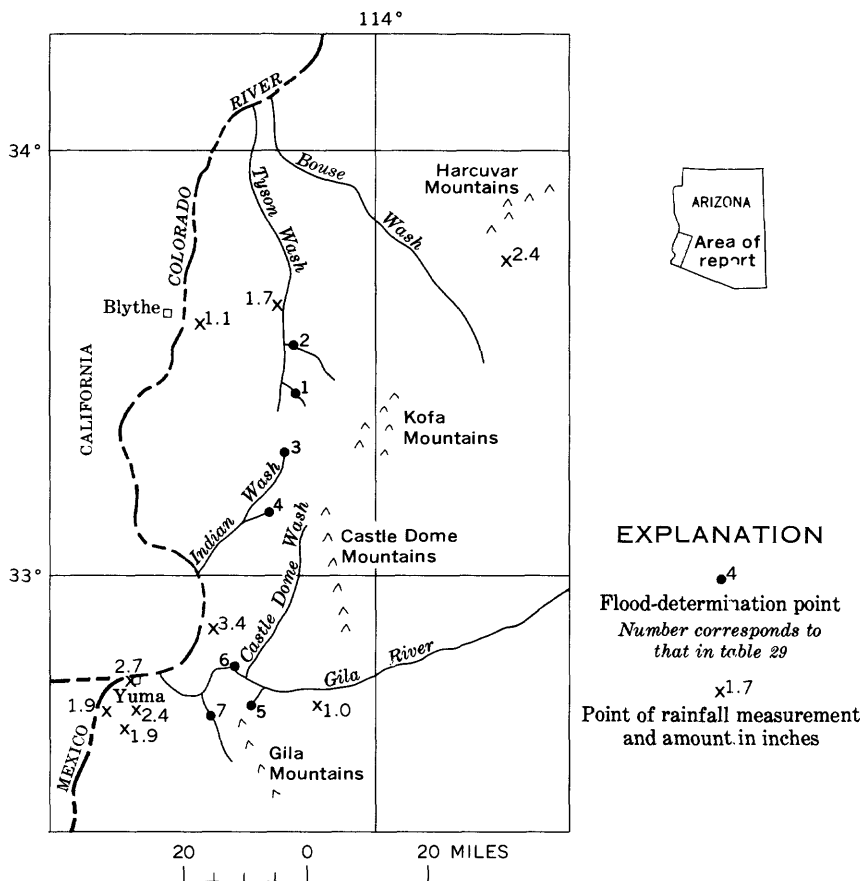 114°
RIVER
34°
Bouse
Wash
Harcuvar
Mountains
x2.4
Tyson Wash
COLORADO
Blythe
x1.1
1.7x
2
1
CALIFORNIA
Kofa
Mountains
3
Indian Wash
4
Castle Dome Wash
Castle Dome
Mountains
33°
x3.4
6
Gila River
2.7
Yuma
1.9x
x2.4
x1.9
7
5
x1.0
MEXICO
Gila
Mountains
20 0 20 MILES
ARIZONA
Area of
report
EXPLANATION
4
Flood-determination point
Number corresponds to
that in table 29
x1.7
Point of rainfall measurement
and amount in inches